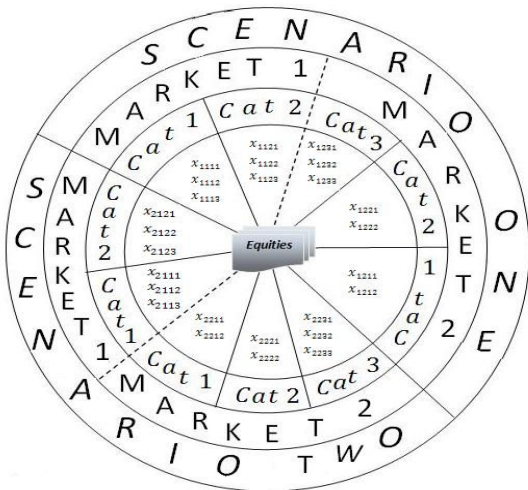 SCENARIO ONE
MARKET 1
MARKET 2
Cat 1
Cat 2
Cat 3
Cat 2
Cat 1
x1111
x1112
x1113
x1121
x1122
x1123
x1231
x1232
x1233
x1221
x1222
x1211
x1212
Equities
SCENARIO TWO
MARKET 1
MARKET 2
Cat 2
Cat 1
Cat 1
Cat 2
Cat 3
x2121
x2122
x2123
x2111
x2112
x2113
x2211
x2212
x2221
x2222
x2231
x2232
x2233